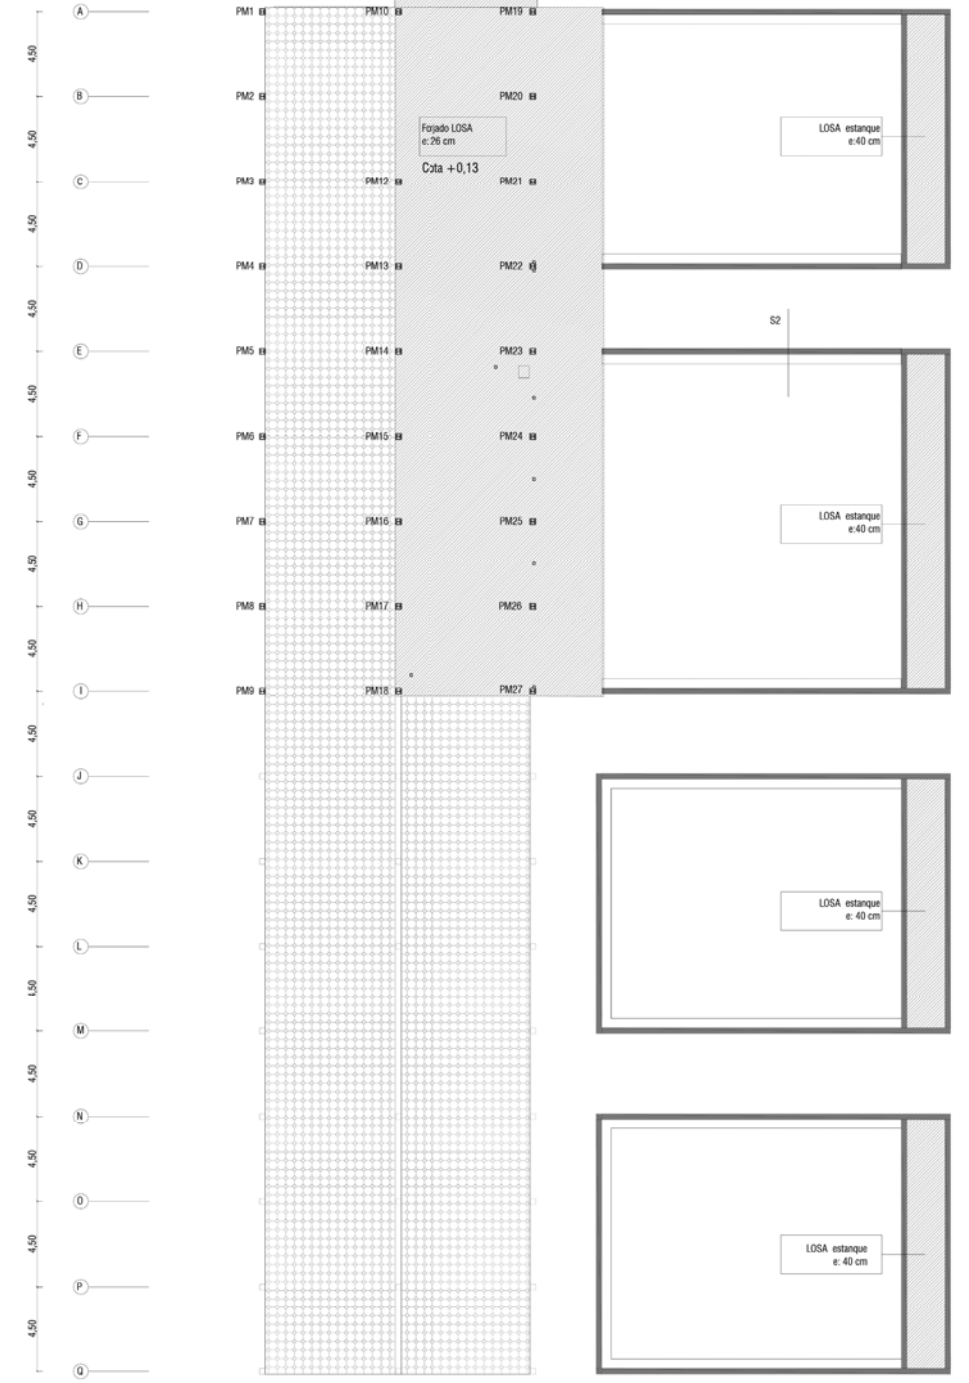 A PM1 PM10 PM19
4,50
B PM2 PM20
Forjado LOSA
e: 26 cm
LOSA estanque
e:40 cm
4,50
Cota +0,13
C PM3 PM12 PM21
4,50
D PM4 PM13 PM22
4,50
S2
E PM5 PM14 PM23
4,50
F PM6 PM15 PM24
4,50
LOSA estanque
e:40 cm
G PM7 PM16 PM25
4,50
H PM8 PM17 PM26
4,50
I PM9 PM18 PM27
4,50
J
4,50
K
4,50
LOSA estanque
e: 40 cm
L
4,50
M
4,50
N
4,50
O
4,50
LOSA estanque
e: 40 cm
P
4,50
Q